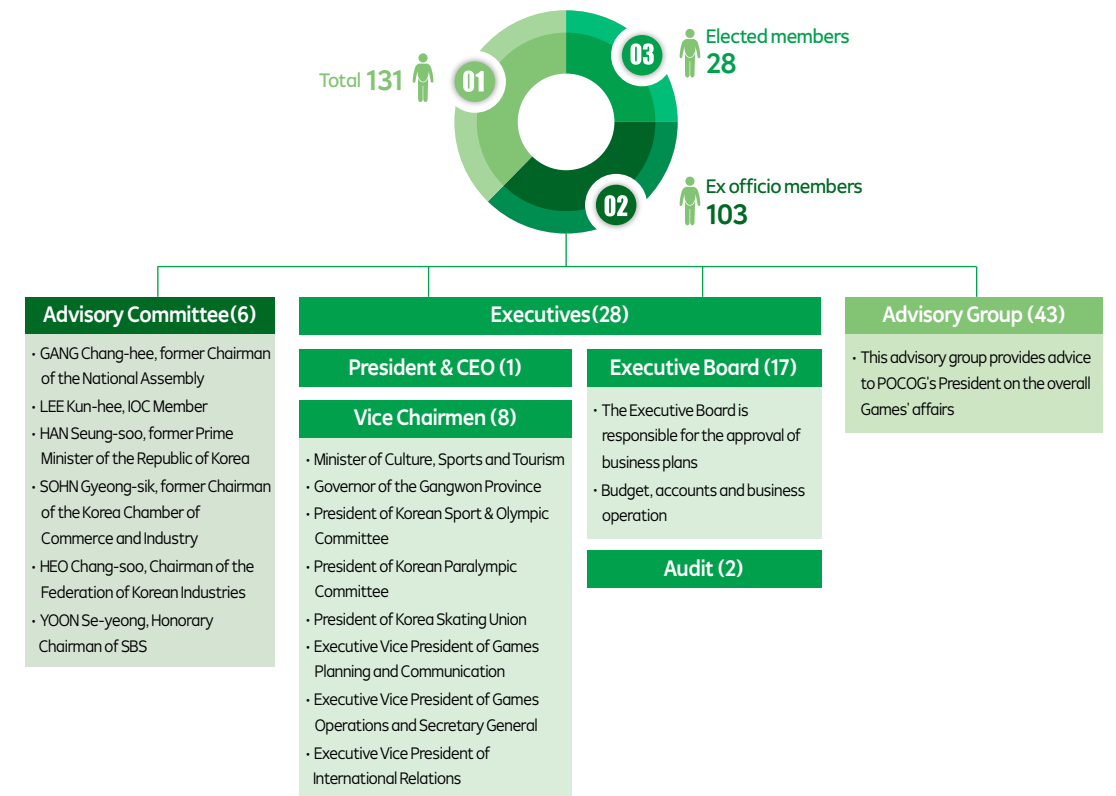 Total 131
01
03
Elected members
28
02
Ex officio members
103
Advisory Committee(6)
· GANG Chang-hee, former Chairman
of the National Assembly
· LEE Kun-hee, IOC Member
· HAN Seung-soo, former Prime
Minister of the Republic of Korea
· SOHN Gyeong-sik, former Chairman
of the Korea Chamber of
Commerce and Industry
· HEO Chang-soo, Chairman of the
Federation of Korean Industries
· YOON Se-yeong, Honorary
Chairman of SBS
Executives(28)
President & CEO (1)
Vice Chairmen (8)
· Minister of Culture, Sports and Tourism
· Governor of the Gangwon Province
· President of Korean Sport & Olympic
Committee
· President of Korean Paralympic
Committee
· President of Korea Skating Union
· Executive Vice President of Games
Planning and Communication
· Executive Vice President of Games
Operations and Secretary General
· Executive Vice President of
International Relations
Executive Board (17)
· The Executive Board is
responsible for the approval of
business plans
· Budget, accounts and business
operation
Audit (2)
Advisory Group (43)
· This advisory group provides advice
to POCOG's President on the overall
Games' affairs